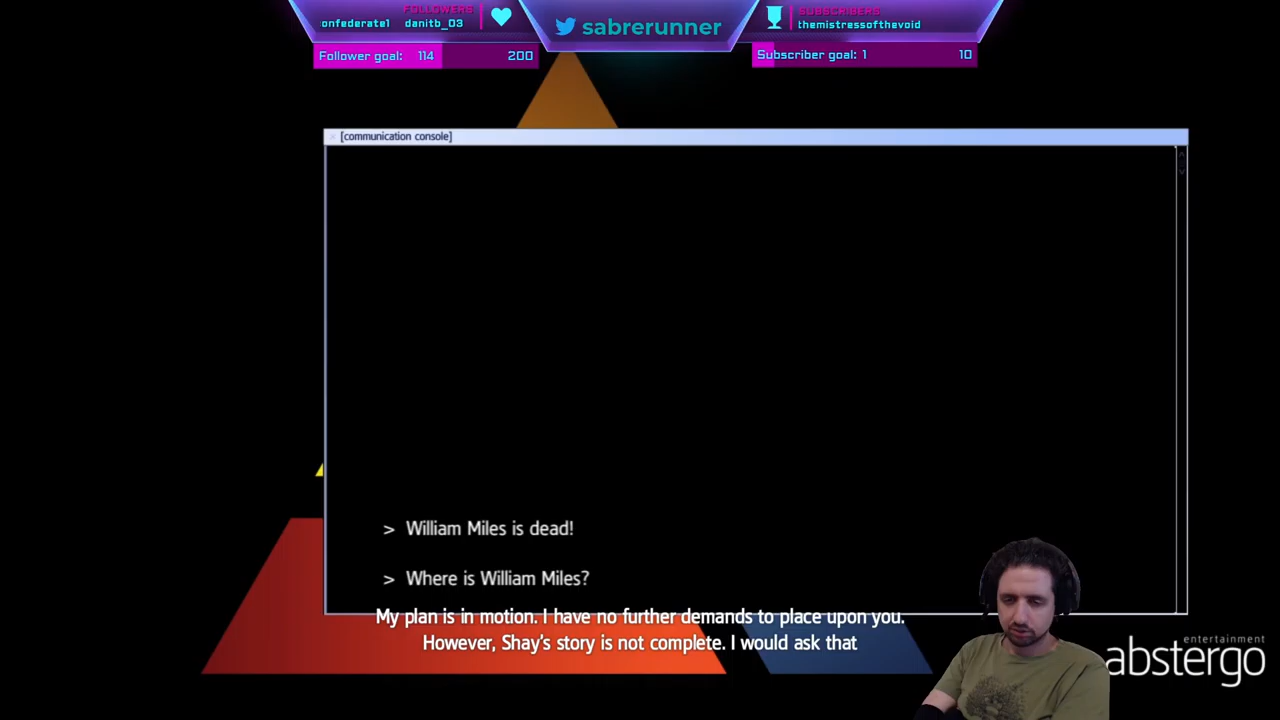 FOLLOWERS
onfederate1 danitb_03
sabrerunner
SUBSCRIBERS
themistressofthevoid
Follower goal: 114 200
Subscriber goal: 1 10
[communication console]
> William Miles is dead!
> Where is William Miles?
My plan is in motion. I have no further demands to place upon you.
However, Shay's story is not complete. I would ask that
entertainment
abstergo